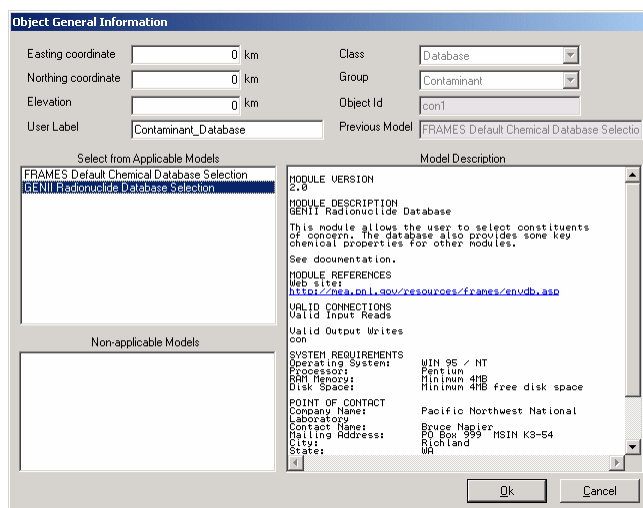 Object General Information
Easting coordinate 0 km Class Database
Northing coordinate 0 km Group Contaminant
Elevation 0 km Object Id con1
User Label Contaminant_Database Previous Model FRAMES Default Chemical Database Selectio
Select from Applicable Models
FRAMES Default Chemical Database Selection
GENII Radionuclide Database Selection
Non-applicable Models
Model Description
MODULE VERSION
2.0
MODULE DESCRIPTION
GENII Radionuclide Database
This module allows the user to select constituents
of concern. The database also provides some key
chemical properties for other modules.
See documentation.
MODULE REFERENCES
Web site:
http://mea.pnl.gov/resources/frames/envdb.asp
VALID CONNECTIONS
Valid Input Reads
Valid Output Writes
con
SYSTEM REQUIREMENTS
Operating System: WIN 95 / NT
Processor: Pentium
RAM Memory: Minimum 4MB
Disk Space: Minimum 4MB free disk space
POINT OF CONTACT
Company Name: Pacific Northwest National
Laboratory
Contact Name: Bruce Napier
Mailing Address: PO Box 999 MSIN K3-54
City: Richland
State: WA
Ok Cancel